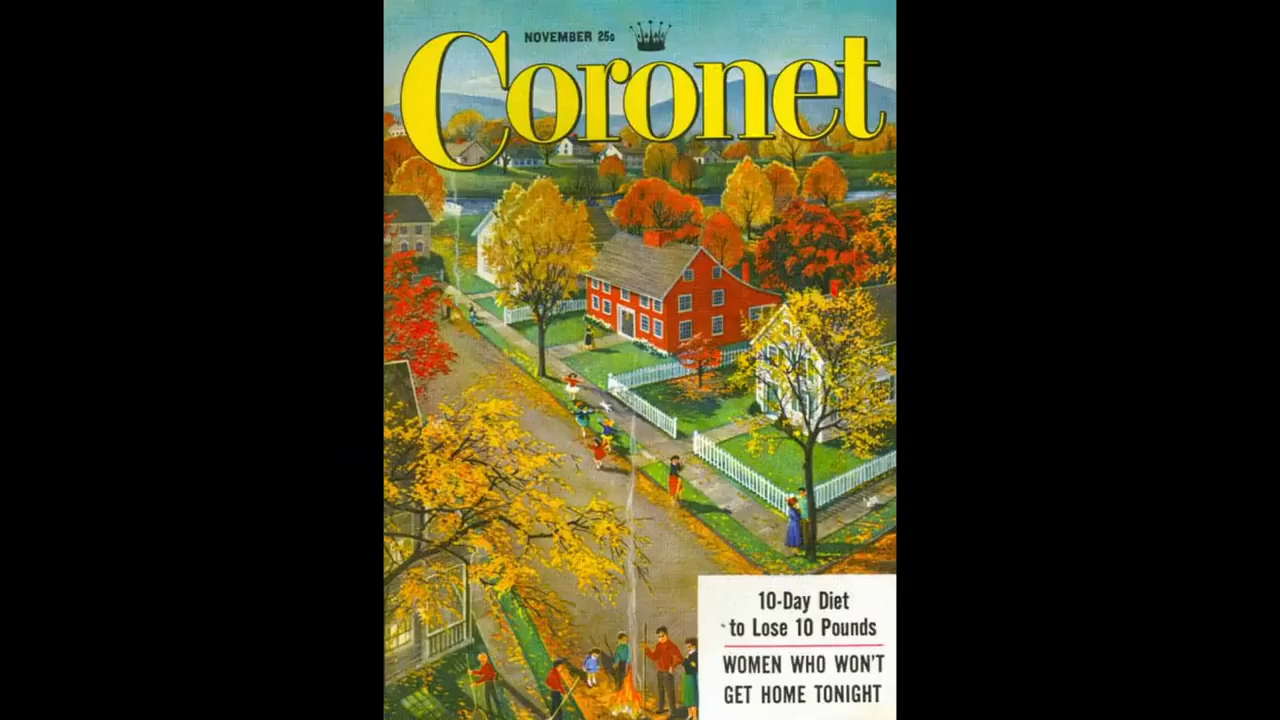 NOVEMBER 25¢
Coronet
10-Day Diet
to Lose 10 Pounds
WOMEN WHO WON'T
GET HOME TONIGHT